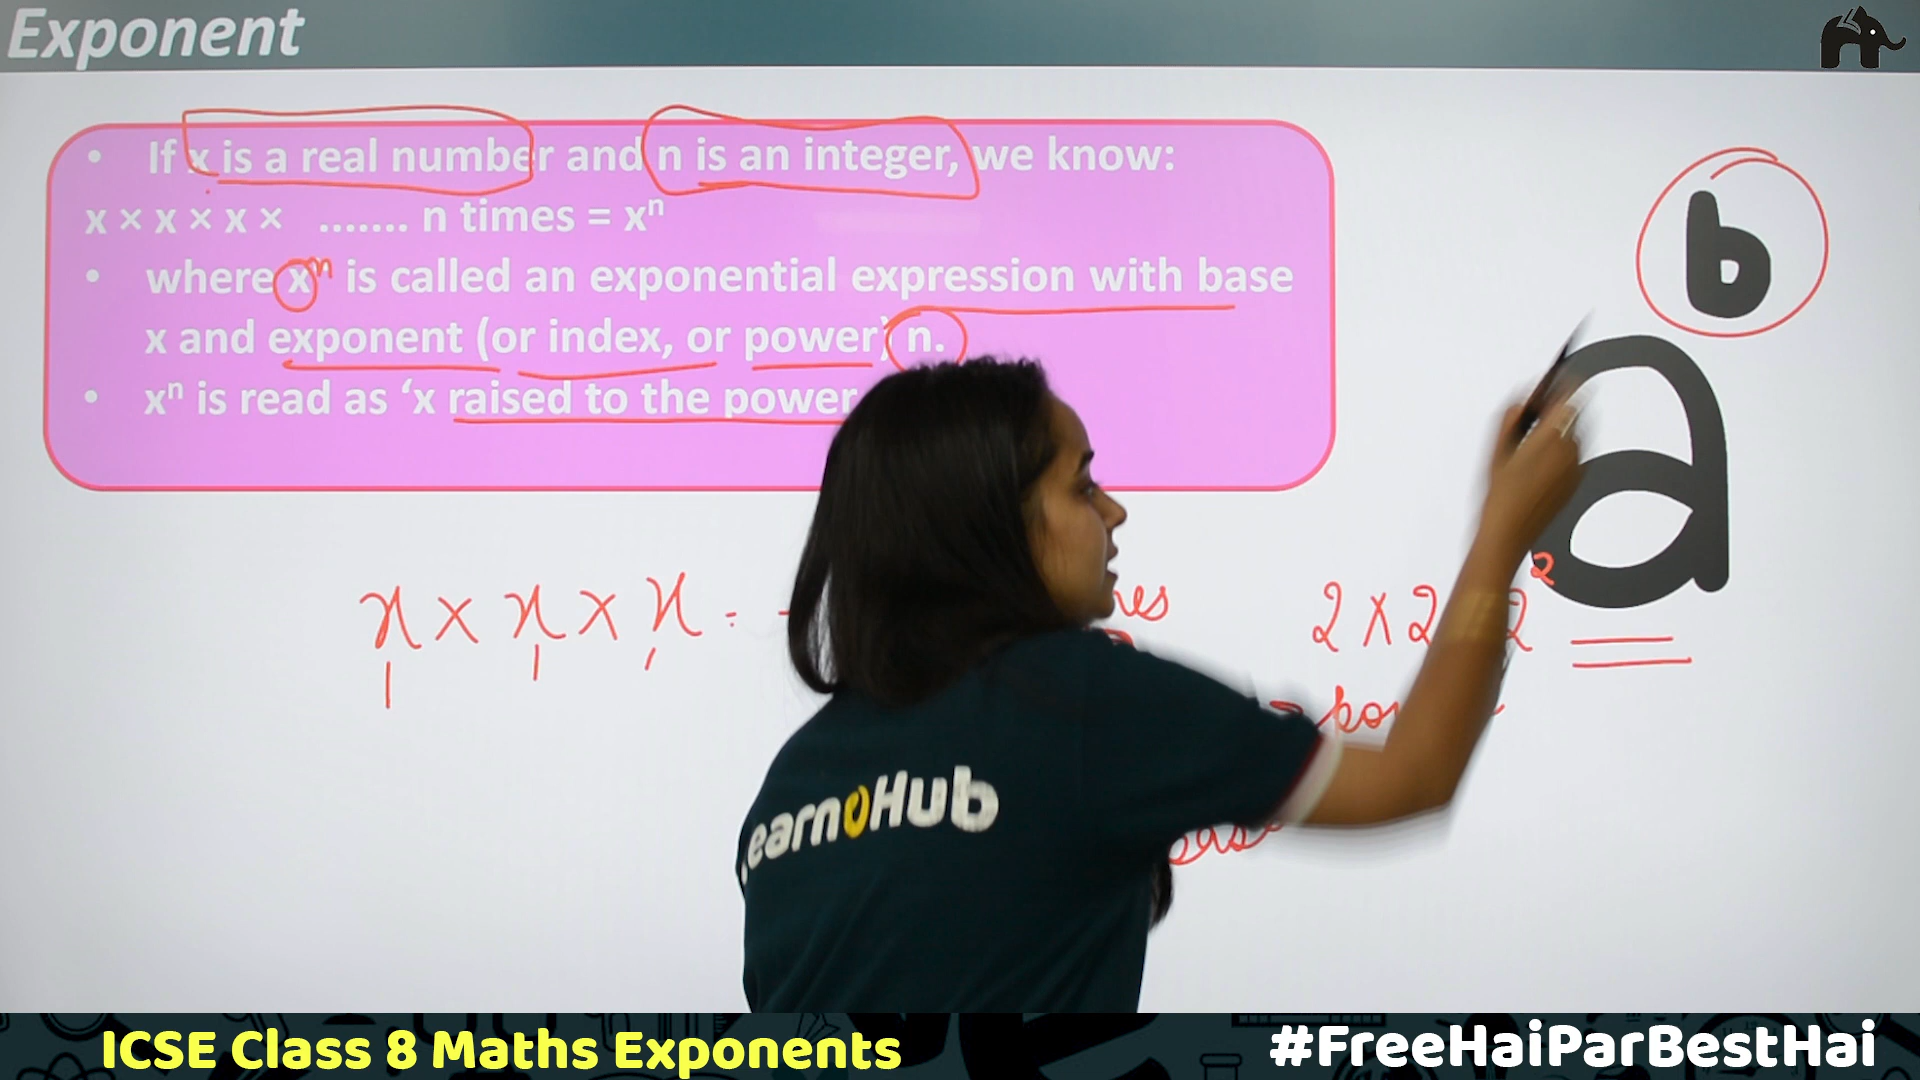 Exponent
• If x is a real number and n is an integer, we know:
x × x × x × ....... n times = xⁿ
• where xⁿ is called an exponential expression with base
x and exponent (or index, or power) n.
• xⁿ is read as ‘x raised to the power
b
a
x × x × x
2 × 2
2²
earnoHub
ICSE Class 8 Maths Exponents
#FreeHaiParBestHai